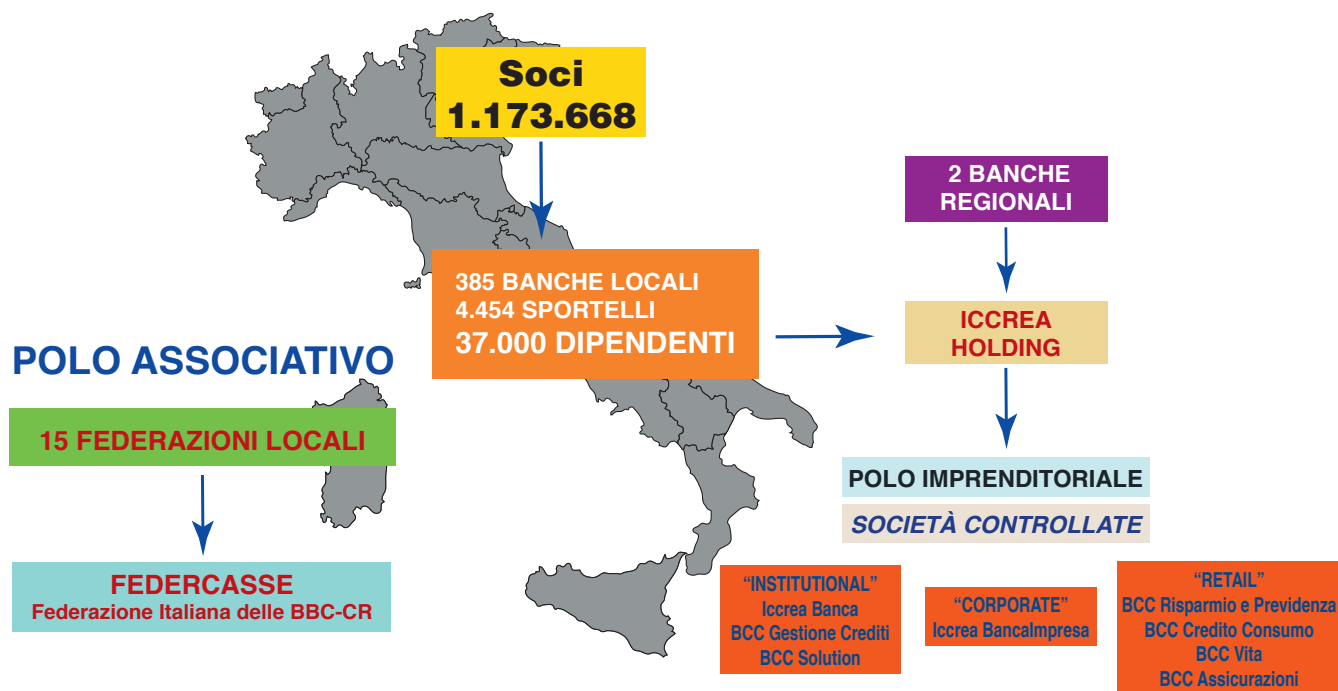 Soci
1.173.668
2 BANCHE
REGIONALI
385 BANCHE LOCALI
4.454 SPORTELLI
37.000 DIPENDENTI
ICCREA
HOLDING
POLO ASSOCIATIVO
15 FEDERAZIONI LOCALI
POLO IMPRENDITORIALE
SOCIETÀ CONTROLLATE
FEDERCASSE
Federazione Italiana delle BBC-CR
“INSTITUTIONAL”
Iccrea Banca
BCC Gestione Crediti
BCC Solution
“CORPORATE”
Iccrea BancaImpresa
“RETAIL”
BCC Risparmio e Previdenza
BCC Credito Consumo
BCC Vita
BCC Assicurazioni